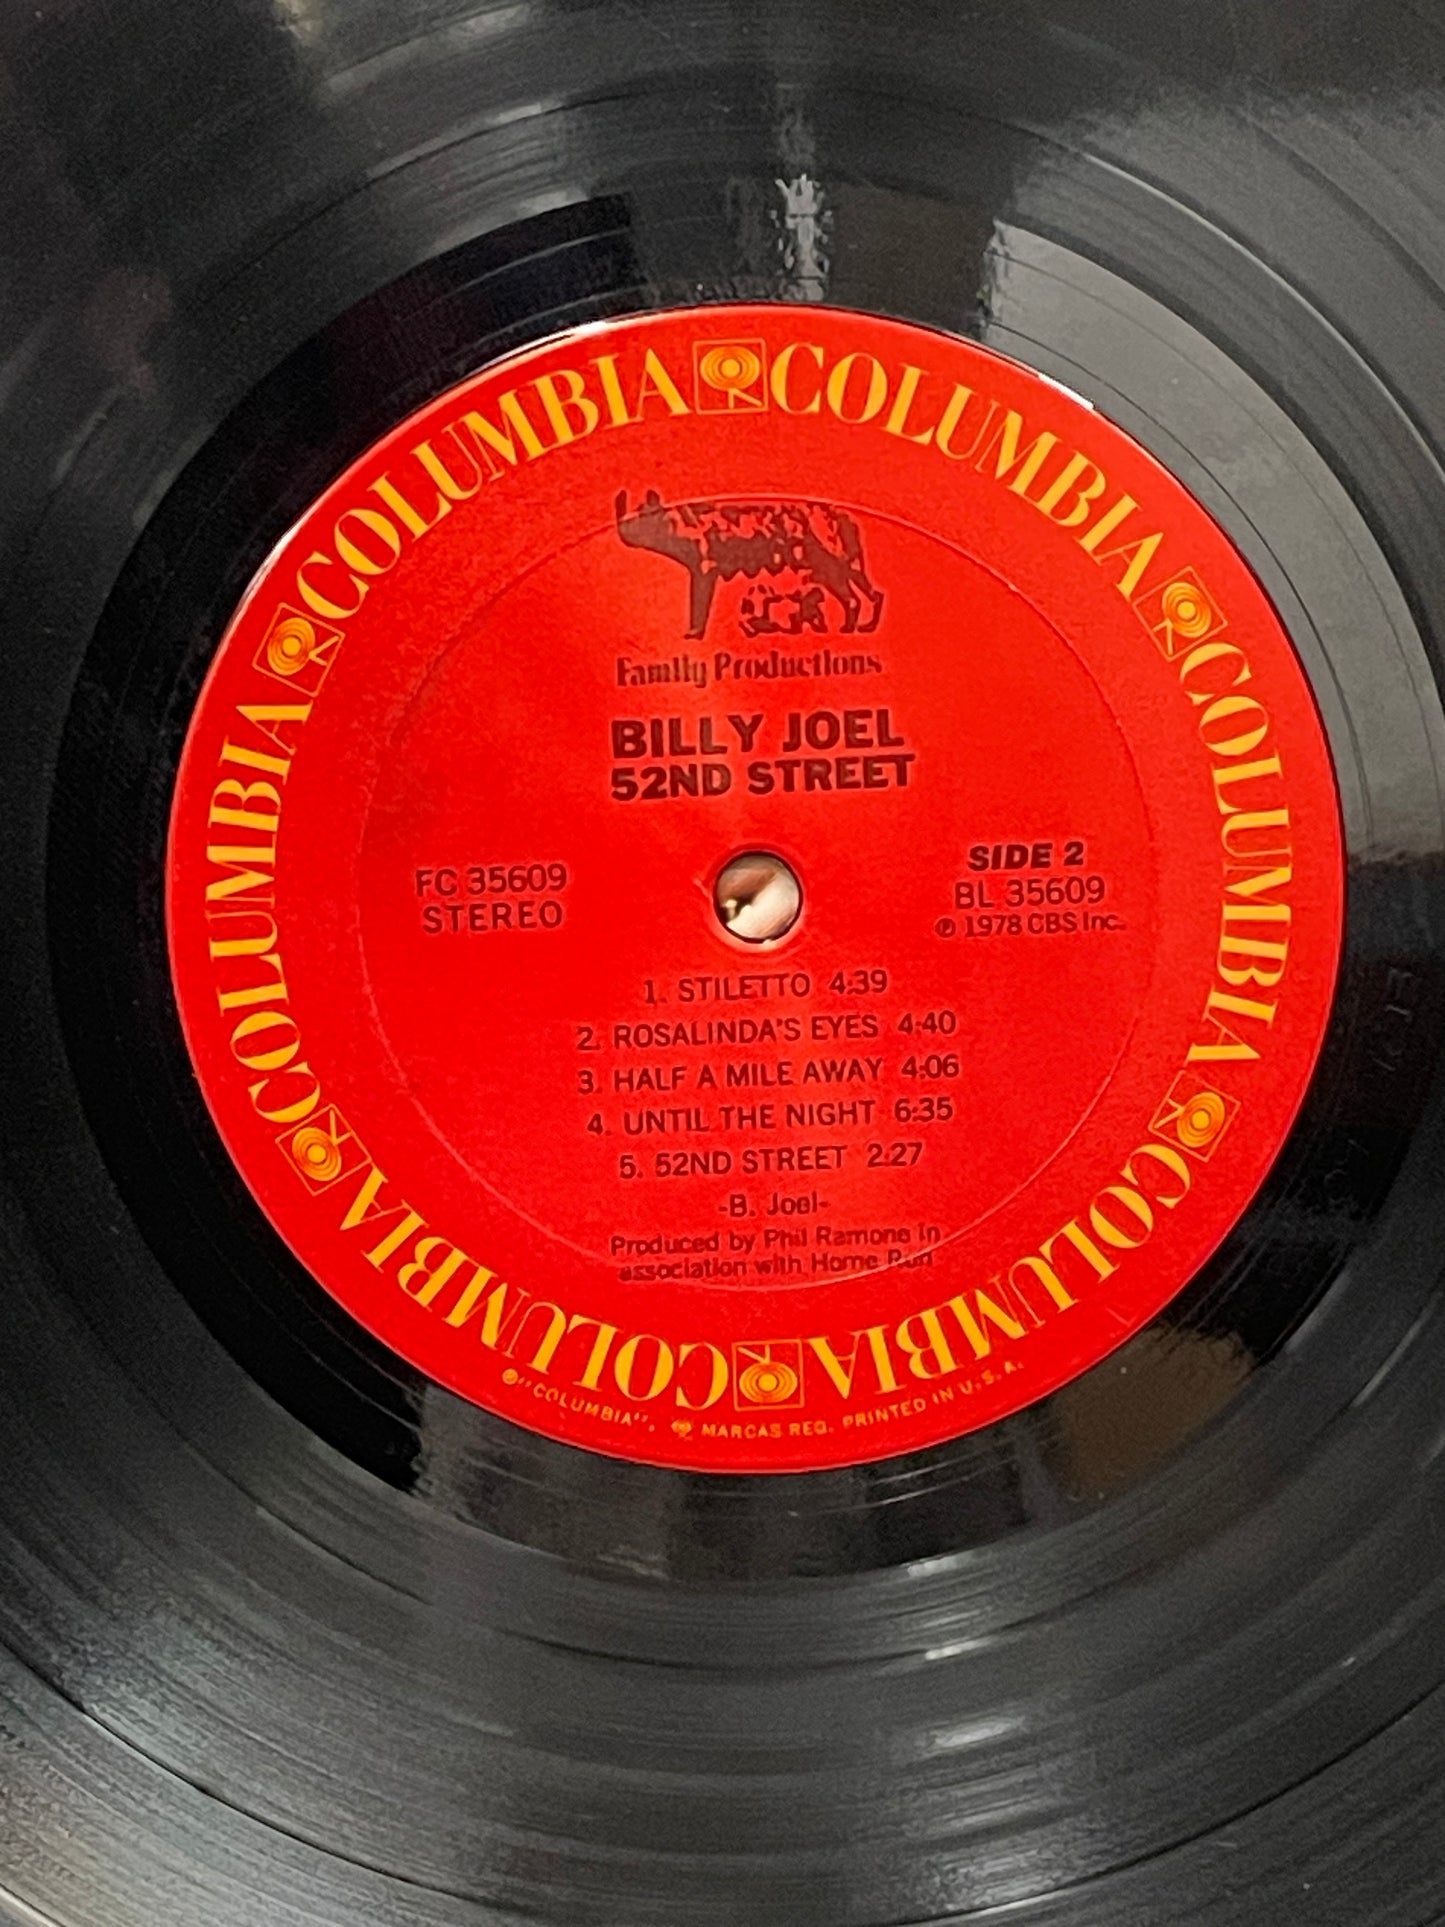 COLUMBIA COLUMBIA COLUMBIA COLUMBIA COLUMBIA COLUMBIA
Family Productions
BILLY JOEL
52ND STREET
FC 35609
STEREO
SIDE 2
BL 35609
℗ 1978 CBS Inc.
1. STILETTO 4:39
2. ROSALINDA'S EYES 4:40
3. HALF A MILE AWAY 4:06
4. UNTIL THE NIGHT 6:35
5. 52ND STREET 2:27
-B. Joel-
Produced by Phil Ramone in
association with Home Run
℗"COLUMBIA", MARCAS REG. PRINTED IN U.S.A.